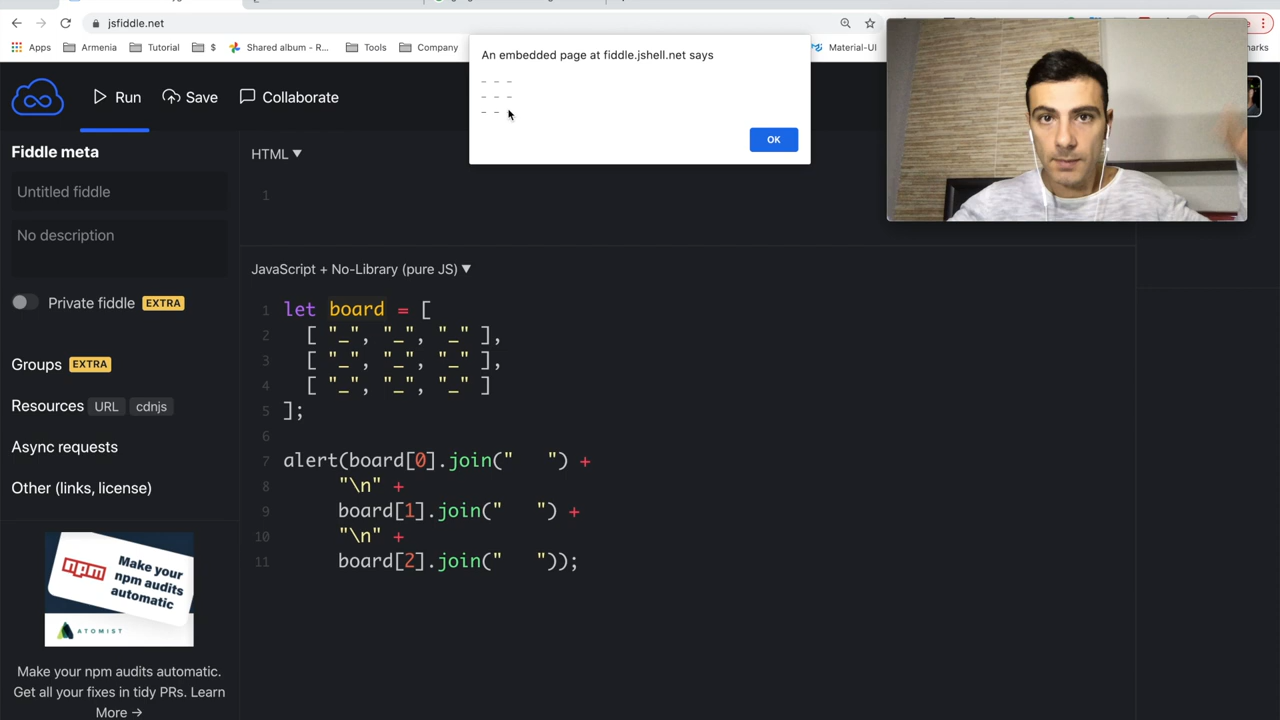 jsfiddle.net
Apps
Armenia
Tutorial
$
Shared album - R...
Tools
Company
Material-UI
An embedded page at fiddle.jshell.net says
_ _ _
_ _ _
_ _
OK
Run
Save
Collaborate
Fiddle meta
Untitled fiddle
No description
Private fiddle EXTRA
Groups EXTRA
Resources URL cdnjs
Async requests
Other (links, license)
npm
Make your
npm audits
automatic
ATOMIST
Make your npm audits automatic.
Get all your fixes in tidy PRs. Learn
More →
HTML ▼
1
JavaScript + No-Library (pure JS) ▼
1 let board = [
2 [ "_", "_", "_" ],
3 [ "_", "_", "_" ],
4 [ "_", "_", "_" ]
5 ];
6
7 alert(board[0].join("   ") +
8 "\n" +
9 board[1].join("   ") +
10 "\n" +
11 board[2].join("   "));